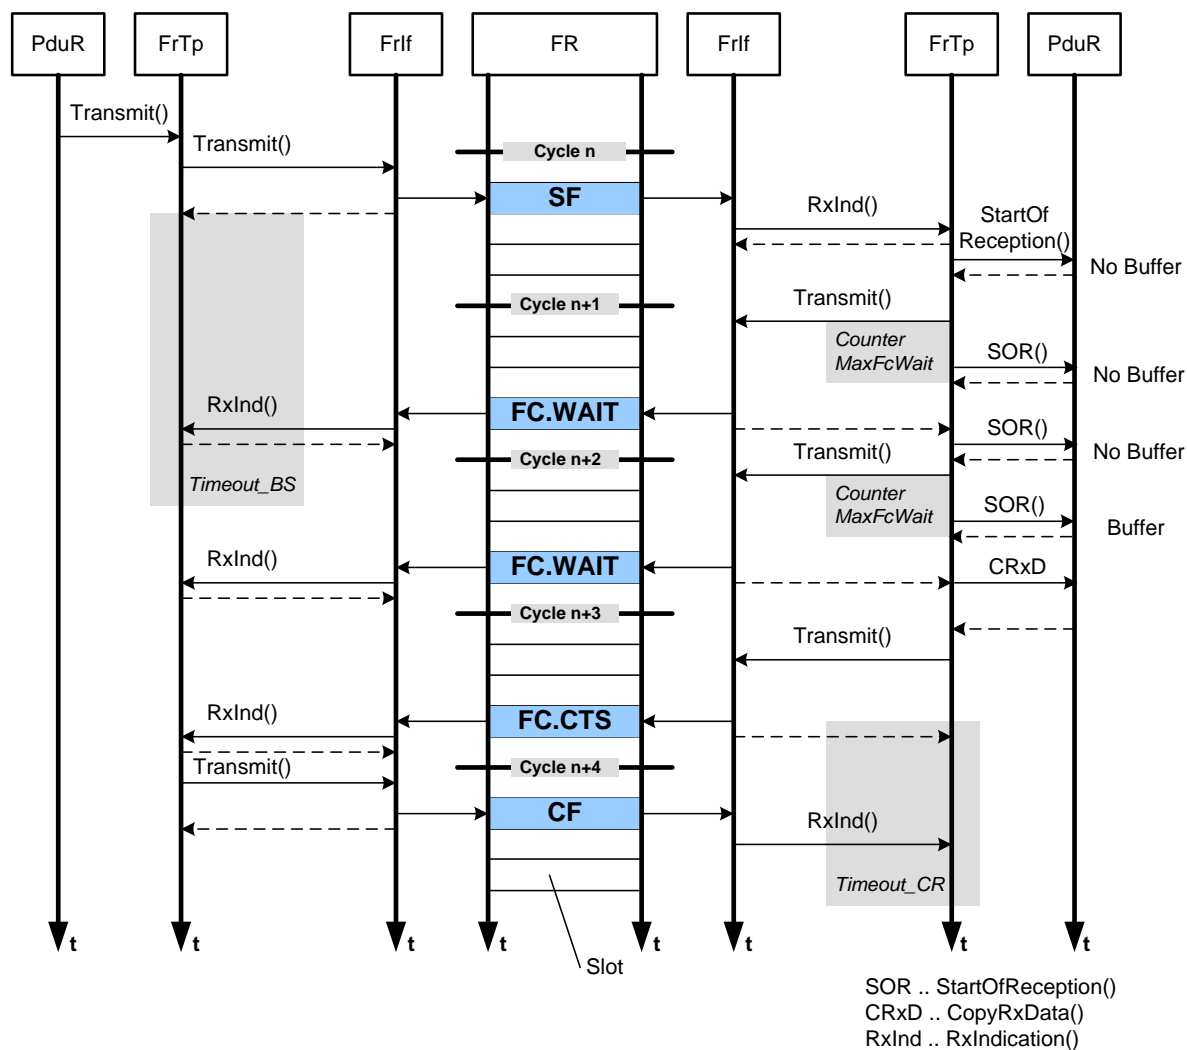 PduR FrTp FrIf FR FrIf FrTp PduR
Transmit()
Transmit()
Cycle n
SF
RxInd()
StartOf
Reception()
No Buffer
Cycle n+1
Transmit()
Counter
MaxFcWait
SOR()
No Buffer
RxInd()
FC.WAIT
SOR()
No Buffer
Cycle n+2
Transmit()
Timeout_BS
Counter
MaxFcWait
SOR()
Buffer
RxInd()
FC.WAIT
CRxD
Cycle n+3
Transmit()
RxInd()
FC.CTS
Transmit()
Cycle n+4
CF
RxInd()
Timeout_CR
t t t t t t t t
Slot
SOR .. StartOfReception()
CRxD .. CopyRxData()
RxInd .. RxIndication()